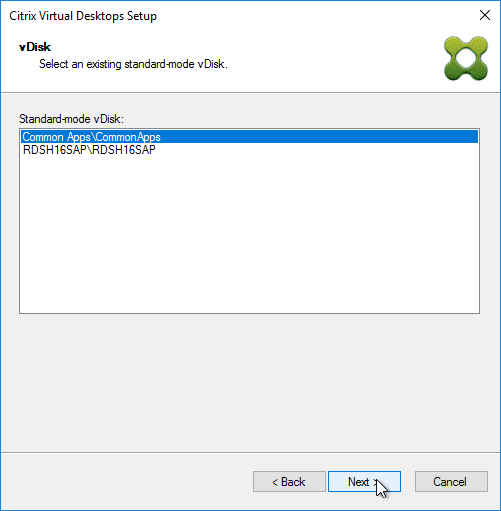 Citrix Virtual Desktops Setup
vDisk
Select an existing standard-mode vDisk.
Standard-mode vDisk:
Common Apps\CommonApps
RDSH16SAP\RDSH16SAP
< Back
Next >
Cancel